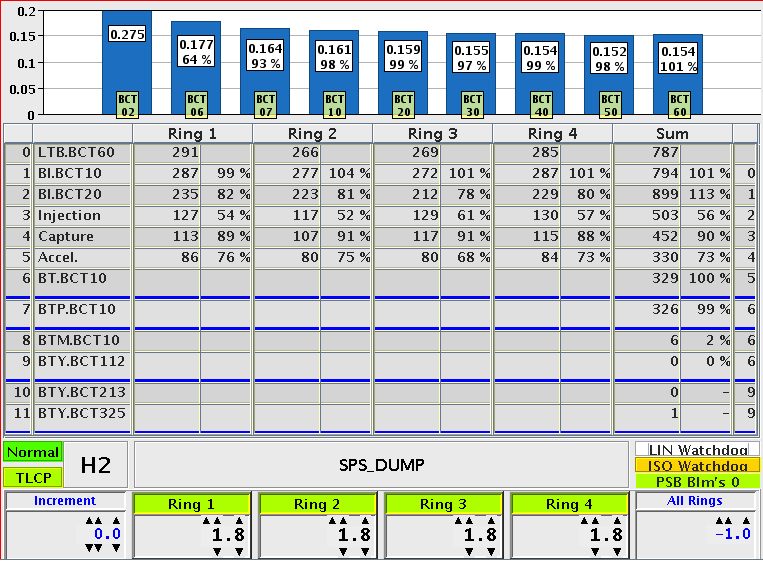 0.2
0.15
0.1
0.05
0
0.275
0.177
64 %
0.164
93 %
0.161
98 %
0.159
99 %
0.155
97 %
0.154
99 %
0.152
98 %
0.154
101 %
BCT
02
BCT
06
BCT
07
BCT
10
BCT
20
BCT
30
BCT
40
BCT
50
BCT
60
Ring 1 Ring 2 Ring 3 Ring 4 Sum
0 LTB.BCT60 291 266 269 285 787
1 BI.BCT10 287 99 % 277 104 % 272 101 % 287 101 % 794 101 % 0
2 BI.BCT20 235 82 % 223 81 % 212 78 % 229 80 % 899 113 % 1
3 Injection 127 54 % 117 52 % 129 61 % 130 57 % 503 56 % 2
4 Capture 113 89 % 107 91 % 117 91 % 115 88 % 452 90 % 3
5 Accel. 86 76 % 80 75 % 80 68 % 84 73 % 330 73 % 4
6 BT.BCT10 329 100 % 5
7 BTP.BCT10 326 99 % 6
8 BTM.BCT10 6 2 % 6
9 BTY.BCT112 0 0 % 6
10 BTY.BCT213 0 – 9
11 BTY.BCT325 1 – 9
Normal
TLCP
H2
SPS_DUMP
LIN Watchdog
ISO Watchdog
PSB Blm's 0
Increment
0.0
Ring 1
1.8
Ring 2
1.8
Ring 3
1.8
Ring 4
1.8
All Rings
-1.0